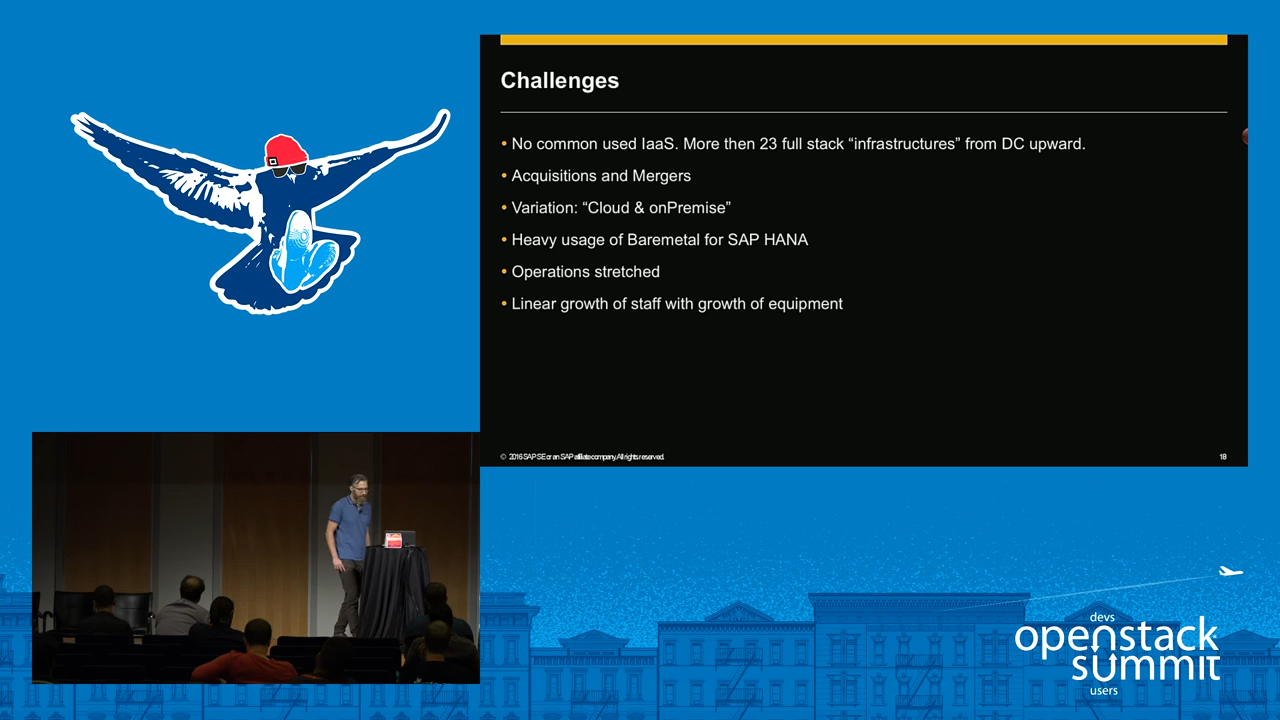 Challenges
• No common used IaaS. More then 23 full stack “infrastructures” from DC upward.
• Acquisitions and Mergers
• Variation: “Cloud & onPremise”
• Heavy usage of Baremetal for SAP HANA
• Operations stretched
• Linear growth of staff with growth of equipment
© 2016 SAP SE or an SAP affiliate company. All rights reserved.
18
devs
openstack
summit
users